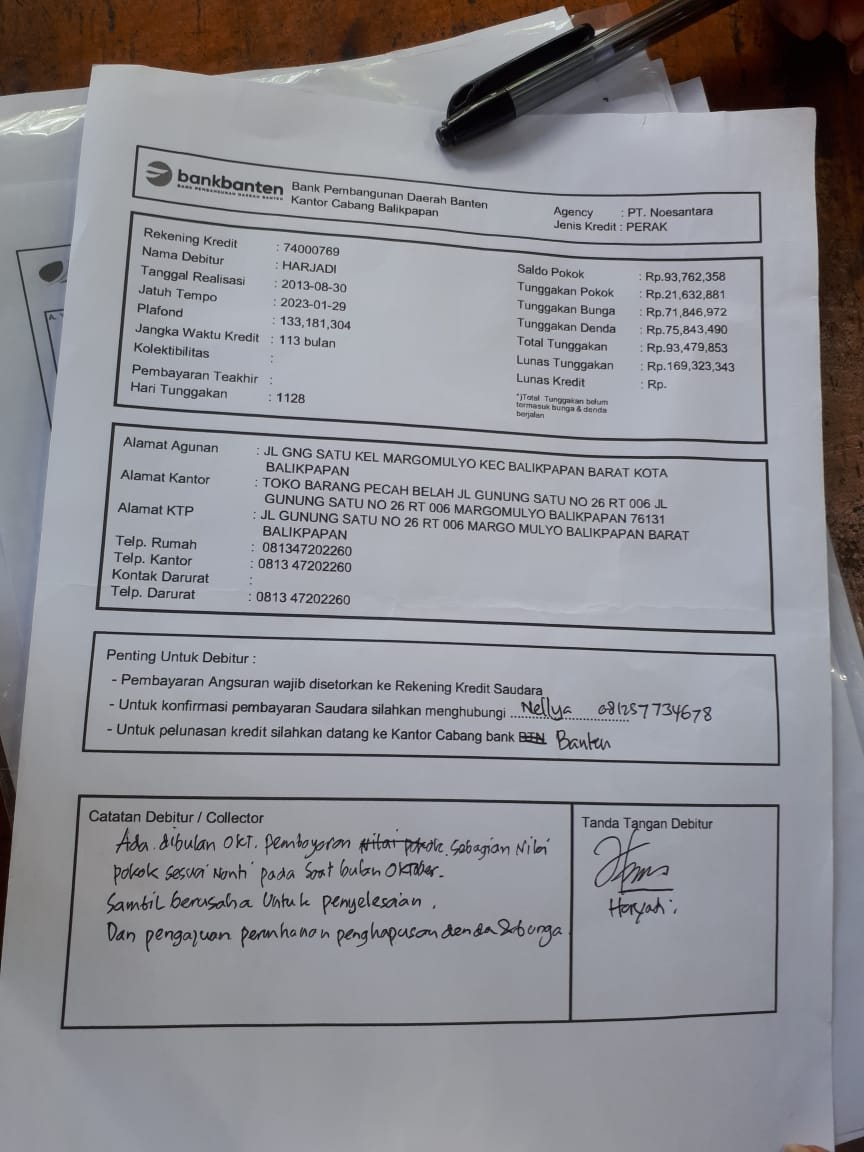 bankbanten
BANK PEMBANGUNAN DAERAH BANTEN
Bank Pembangunan Daerah Banten
Kantor Cabang Balikpapan
Agency : PT. Noesantara
Jenis Kredit : PERAK
Rekening Kredit : 74000769
Nama Debitur : HARJADI
Tanggal Realisasi : 2013-08-30
Jatuh Tempo : 2023-01-29
Plafond : 133,181,304
Jangka Waktu Kredit : 113 bulan
Kolektibilitas :
Pembayaran Teakhir :
Hari Tunggakan : 1128
Saldo Pokok : Rp.93,762,358
Tunggakan Pokok : Rp.21,632,881
Tunggakan Bunga : Rp.71,846,972
Tunggakan Denda : Rp.75,843,490
Total Tunggakan : Rp.93,479,853
Lunas Tunggakan : Rp.169,323,343
Lunas Kredit : Rp.
*)Total Tunggakan belum
termasuk bunga & denda
berjalan
Alamat Agunan : JL GNG SATU KEL MARGOMULYO KEC BALIKPAPAN BARAT KOTA
BALIKPAPAN
Alamat Kantor : TOKO BARANG PECAH BELAH JL GUNUNG SATU NO 26 RT 006 JL
GUNUNG SATU NO 26 RT 006 MARGOMULYO BALIKPAPAN 76131
Alamat KTP : JL GUNUNG SATU NO 26 RT 006 MARGO MULYO BALIKPAPAN BARAT
BALIKPAPAN
Telp. Rumah : 081347202260
Telp. Kantor : 0813 47202260
Kontak Darurat :
Telp. Darurat : 0813 47202260
Penting Untuk Debitur :
- Pembayaran Angsuran wajib disetorkan ke Rekening Kredit Saudara
- Untuk konfirmasi pembayaran Saudara silahkan menghubungi Nellya 081257734678
- Untuk pelunasan kredit silahkan datang ke Kantor Cabang bank BTN Banten
Catatan Debitur / Collector
Ada dibulan OKT. pembayaran nilai pokok. Sebagian Nilai
pokok sesuai nanti pada saat bulan Oktober.
Sambil berusaha Untuk penyelesaian.
Dan pengajuan permhanan penghapusan denda & bunga
Tanda Tangan Debitur
Haryadi.